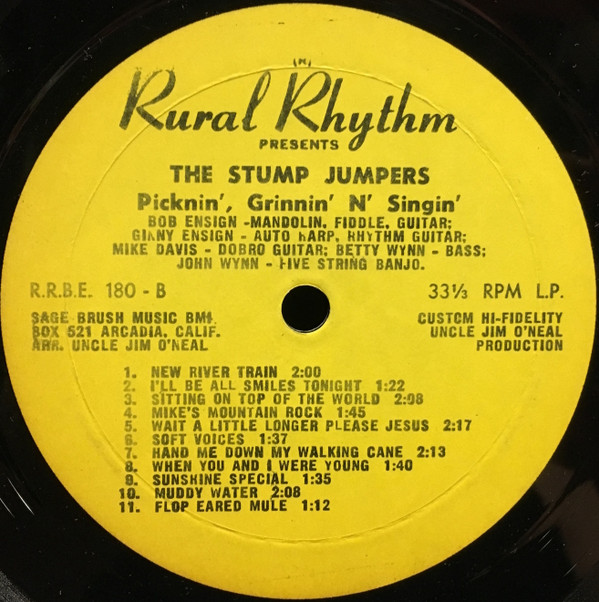 (N)
Rural Rhythm
PRESENTS
THE STUMP JUMPERS
Picknin', Grinnin' N' Singin'
BOB ENSIGN -MANDOLIN, FIDDLE, GUITAR;
GINNY ENSIGN - AUTO HARP, RHYTHM GUITAR;
MIKE DAVIS - DOBRO GUITAR; BETTY WYNN - BASS;
JOHN WYNN - FIVE STRING BANJO.
R.R.B.E. 180 - B
33⅓ RPM L.P.
SAGE BRUSH MUSIC BMI.
BOX 521 ARCADIA, CALIF.
ARR. UNCLE JIM O'NEAL
CUSTOM HI-FIDELITY
UNCLE JIM O'NEAL
PRODUCTION
1. NEW RIVER TRAIN 2:00
2. I'LL BE ALL SMILES TONIGHT 1:22
3. SITTING ON TOP OF THE WORLD 2:08
4. MIKE'S MOUNTAIN ROCK 1:45
5. WAIT A LITTLE LONGER PLEASE JESUS 2:17
6. SOFT VOICES 1:37
7. HAND ME DOWN MY WALKING CANE 2:13
8. WHEN YOU AND I WERE YOUNG 1:40
9. SUNSHINE SPECIAL 1:35
10. MUDDY WATER 2:08
11. FLOP EARED MULE 1:12